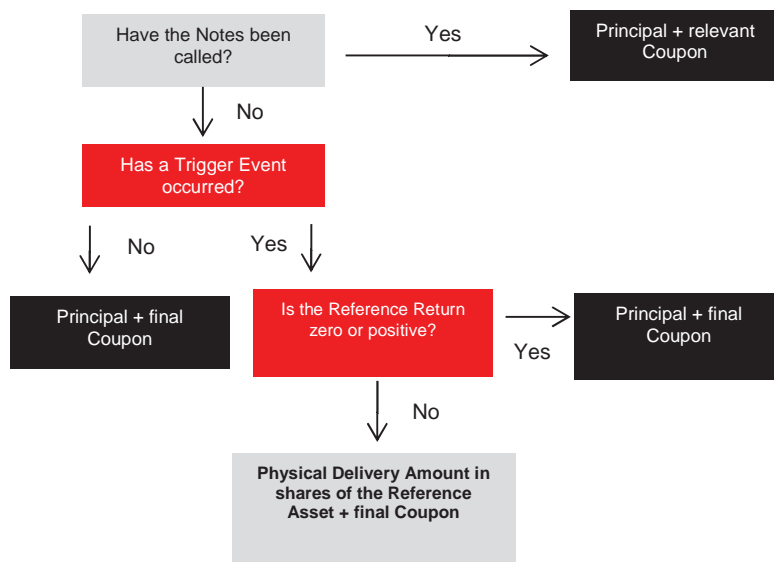 Have the Notes been
called?
Yes
Principal + relevant
Coupon
No
Has a Trigger Event
occurred?
No
Yes
Principal + final
Coupon
Is the Reference Return
zero or positive?
Yes
Principal + final
Coupon
No
Physical Delivery Amount in
shares of the Reference
Asset + final Coupon